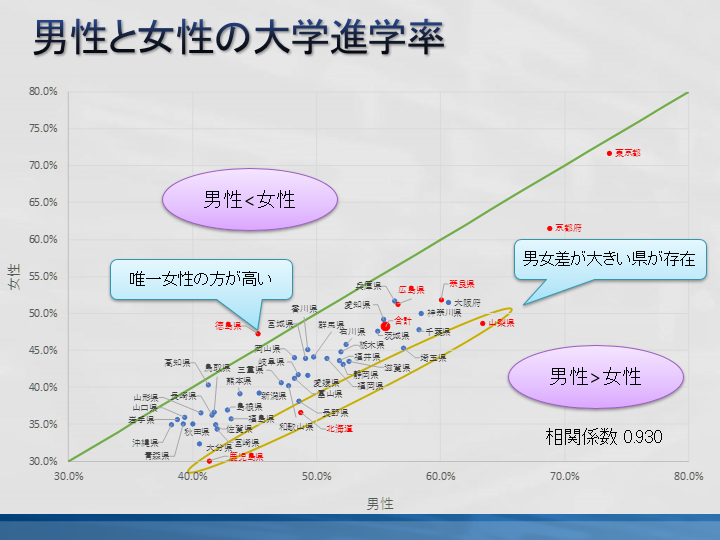 男性と女性の大学進学率
80.0%
75.0%
70.0%
65.0%
60.0%
55.0%
50.0%
45.0%
40.0%
35.0%
30.0%
女性
東京都
京都府
男性<女性
男女差が大きい県が存在
唯一女性の方が高い
兵庫県
広島県
奈良県
大阪府
香川県
愛知県
神奈川県
徳島県
宮城県
群馬県
合計
山梨県
石川県
茨城県
千葉県
岡山県
栃木県
高知県
鳥取県
岐阜県
福井県
埼玉県
三重県
滋賀県
静岡県
熊本県
愛媛県
福岡県
男性>女性
山形県
長崎県
新潟県
富山県
山口県
島根県
長野県
岩手県
福島県
秋田県
佐賀県
和歌山県
北海道
沖縄県
大分県
宮崎県
青森県
鹿児島県
相関係数 0.930
30.0%
40.0%
50.0%
60.0%
70.0%
80.0%
男性